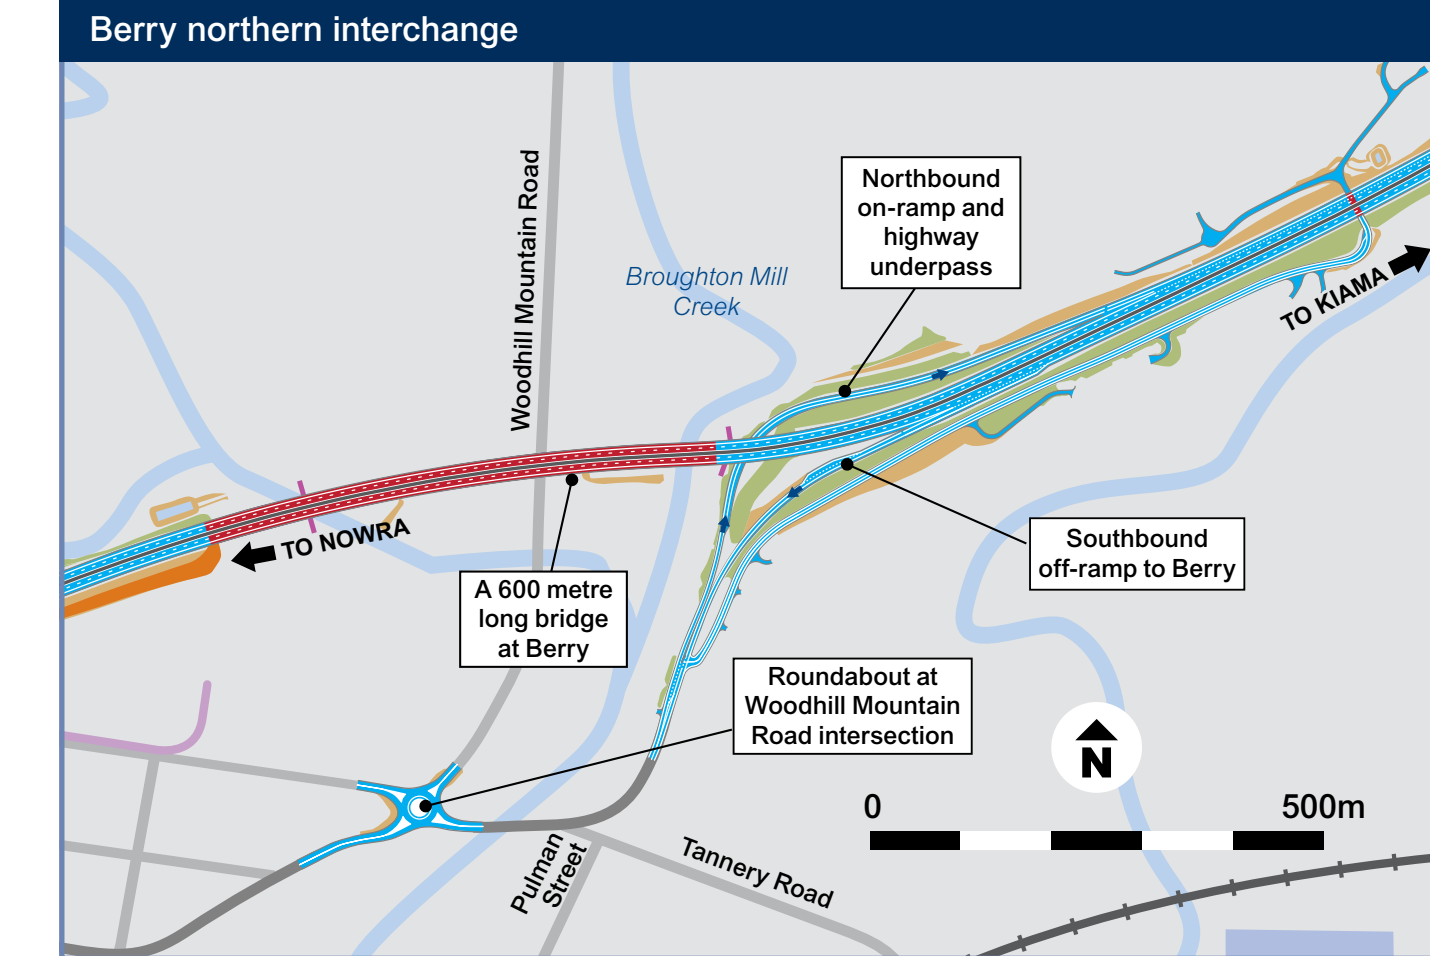 Berry northern interchange
Woodhill Mountain Road
Broughton Mill
Creek
Northbound
on-ramp and
highway
underpass
TO KIAMA
TO NOWRA
A 600 metre
long bridge
at Berry
Southbound
off-ramp to Berry
Roundabout at
Woodhill Mountain
Road intersection
N
0 500m
Pulman
Street
Tannery Road